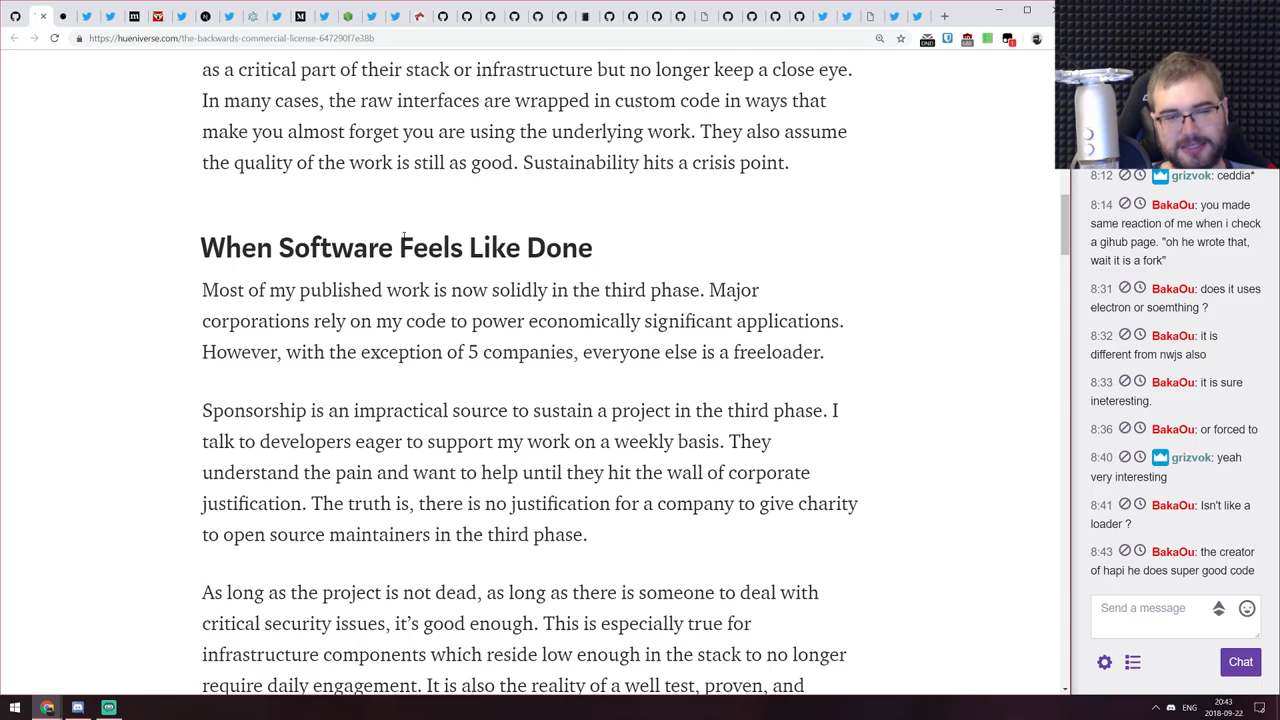 https://hueniverse.com/the-backwards-commercial-license-647290f7e38b
as a critical part of their stack or infrastructure but no longer keep a close eye.
In many cases, the raw interfaces are wrapped in custom code in ways that
make you almost forget you are using the underlying work. They also assume
the quality of the work is still as good. Sustainability hits a crisis point.
When Software Feels Like Done
Most of my published work is now solidly in the third phase. Major
corporations rely on my code to power economically significant applications.
However, with the exception of 5 companies, everyone else is a freeloader.
Sponsorship is an impractical source to sustain a project in the third phase. I
talk to developers eager to support my work on a weekly basis. They
understand the pain and want to help until they hit the wall of corporate
justification. The truth is, there is no justification for a company to give charity
to open source maintainers in the third phase.
As long as the project is not dead, as long as there is someone to deal with
critical security issues, it's good enough. This is especially true for
infrastructure components which reside low enough in the stack to no longer
require daily engagement. It is also the reality of a well test, proven, and
8:12 grizvok: ceddia*
8:14 BakaOu: you made
same reaction of me when i check
a gihub page. "oh he wrote that,
wait it is a fork"
8:31 BakaOu: does it uses
electron or soemthing ?
8:32 BakaOu: it is
different from nwjs also
8:33 BakaOu: it is sure
ineteresting.
8:36 BakaOu: or forced to
8:40 grizvok: yeah
very interesting
8:41 BakaOu: Isn't like a
loader ?
8:43 BakaOu: the creator
of hapi he does super good code
Send a message
Chat
ENG
20:43
2018-09-22